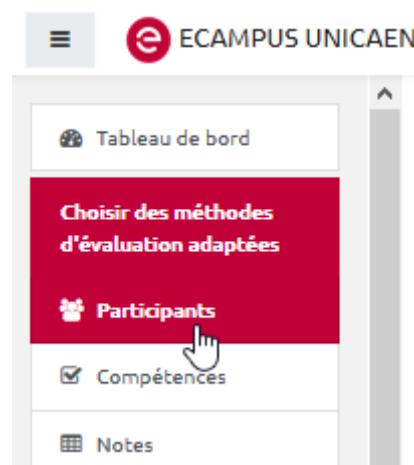 ECAMPUS UNICAEN
Tableau de bord
Choisir des méthodes
d'évaluation adaptées
Participants
Compétences
Notes